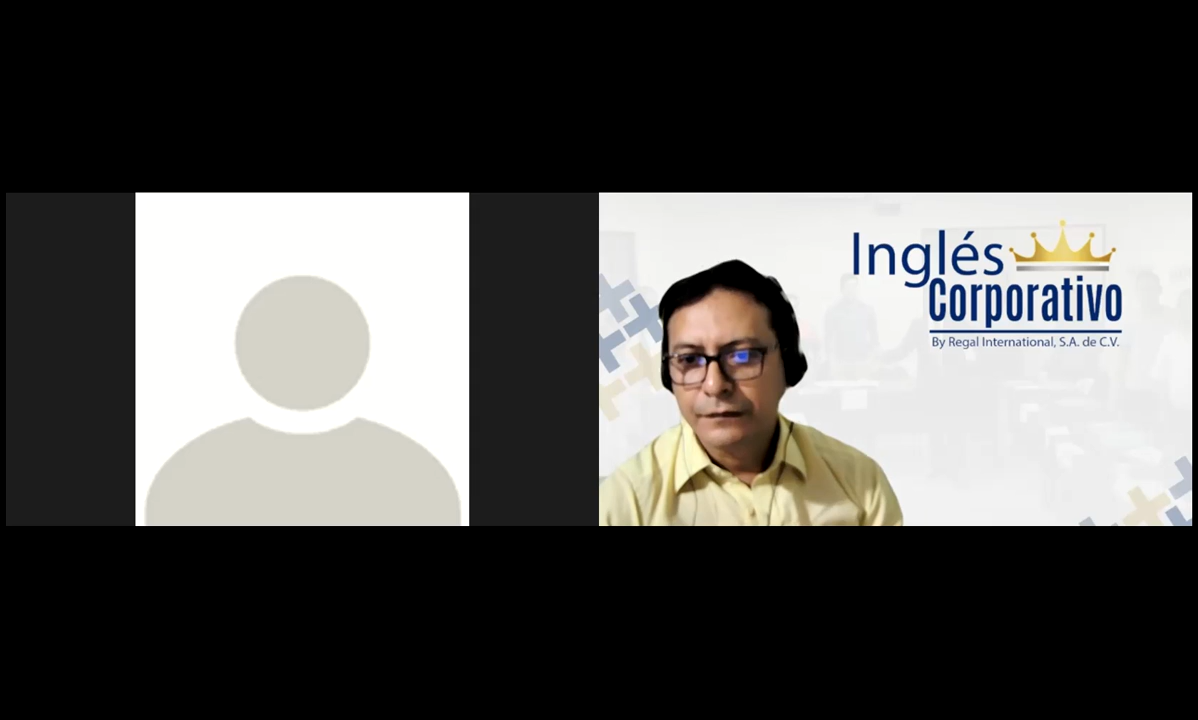 Inglés
Corporativo
By Regal International, S.A. de C.V.